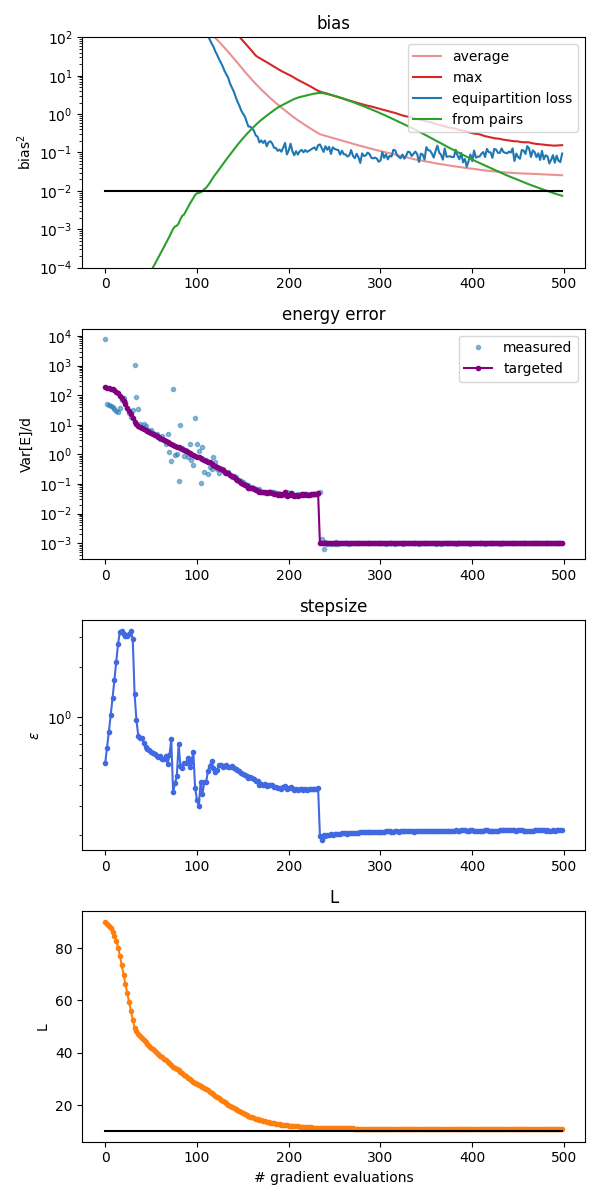 bias
bias²
10²
10¹
10⁰
10⁻¹
10⁻²
10⁻³
10⁻⁴
average
max
equipartition loss
from pairs
0 100 200 300 400 500
energy error
Var[E]/d
10⁴
10³
10²
10¹
10⁰
10⁻¹
10⁻²
10⁻³
measured
targeted
0 100 200 300 400 500
stepsize
ε
10⁰
0 100 200 300 400 500
L
L
80
60
40
20
0 100 200 300 400 500
# gradient evaluations